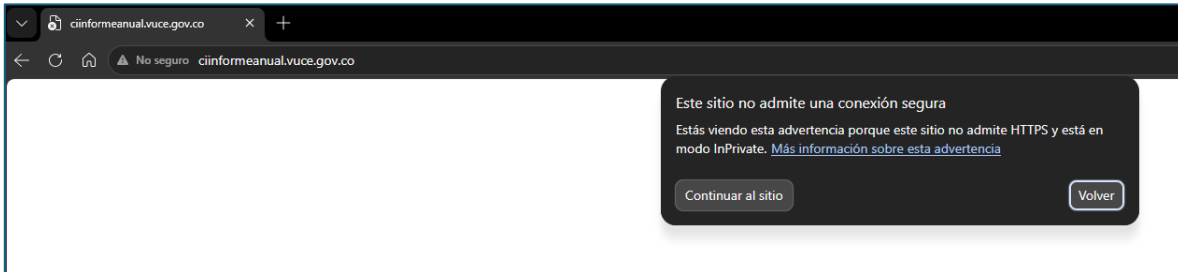 ciinformeanual.vuce.gov.co
No seguro ciinformeanual.vuce.gov.co
Este sitio no admite una conexión segura
Estás viendo esta advertencia porque este sitio no admite HTTPS y está en
modo InPrivate. Más información sobre esta advertencia
Continuar al sitio Volver